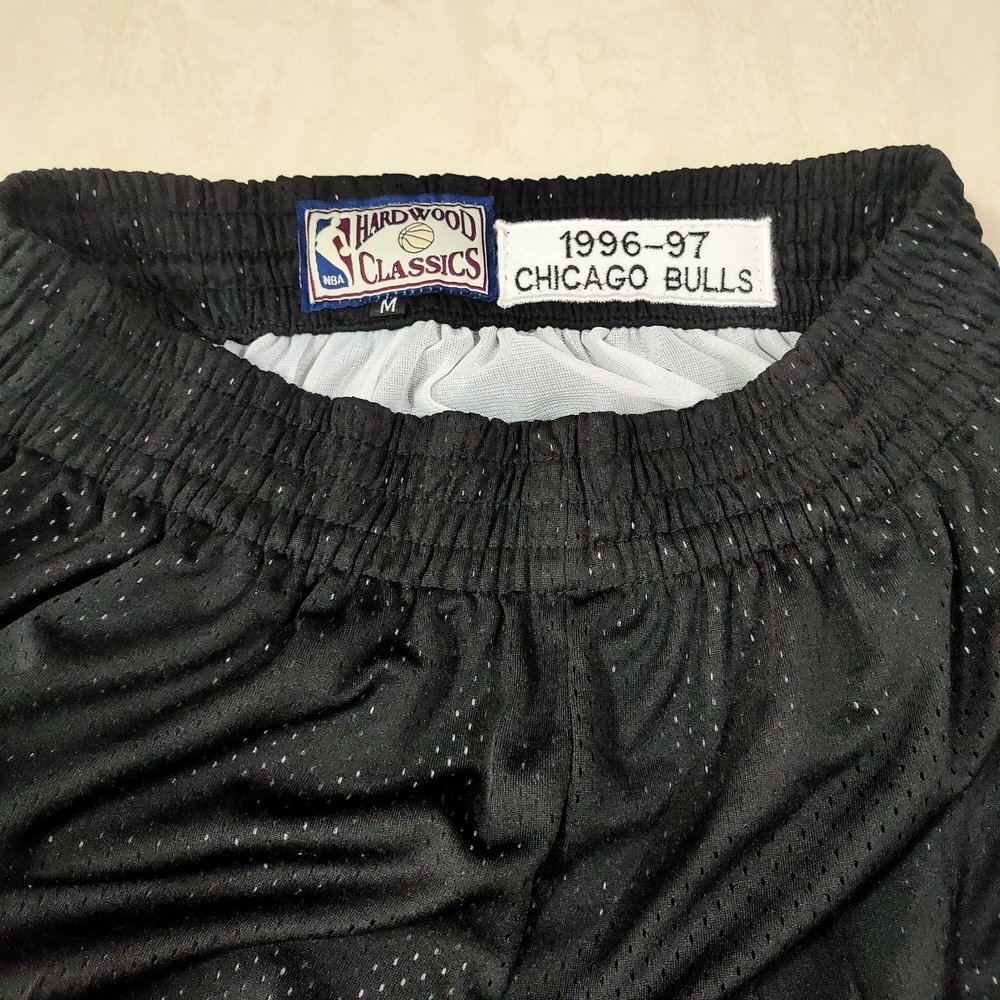 HARDWOOD
CLASSICS
NBA
M
1996-97
CHICAGO BULLS